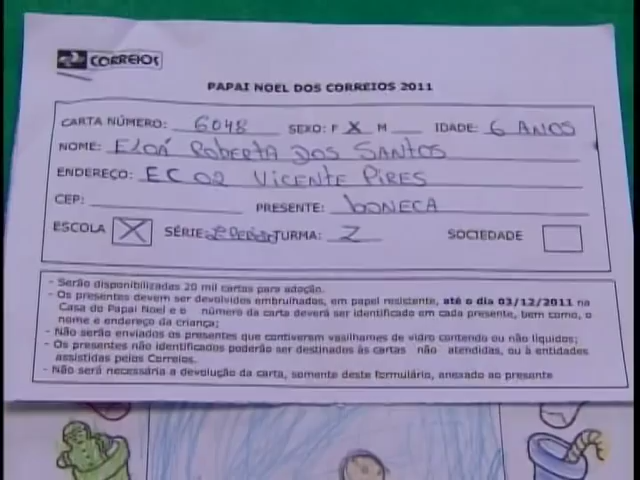 CORREIOS
PAPAI NOEL DOS CORREIOS 2011
CARTA NÚMERO: 6048 SEXO: F X M IDADE: 6 ANOS
NOME: ELOÁ ROBERTA DOS SANTOS
ENDEREÇO: EC 02 VICENTE PIRES
CEP: PRESENTE: BONECA
ESCOLA X SÉRIE: TURMA: Z SOCIEDADE
- Serão disponibilizadas 20 mil cartas para adoção.
- Os presentes devem ser devolvidos embrulhados, em papel resistente, até o dia 03/12/2011 na
Casa do Papai Noel e o número da carta deverá ser identificado em cada presente, bem como, o
nome e endereço da criança;
- Não serão enviados os presentes que contiverem vasilhames de vidro contendo ou não líquidos;
- Os presentes não identificados poderão ser destinados às cartas não atendidas, ou à entidades
assistidas pelos Correios.
- Não será necessária a devolução da carta, somente deste formulário, anexado ao presente